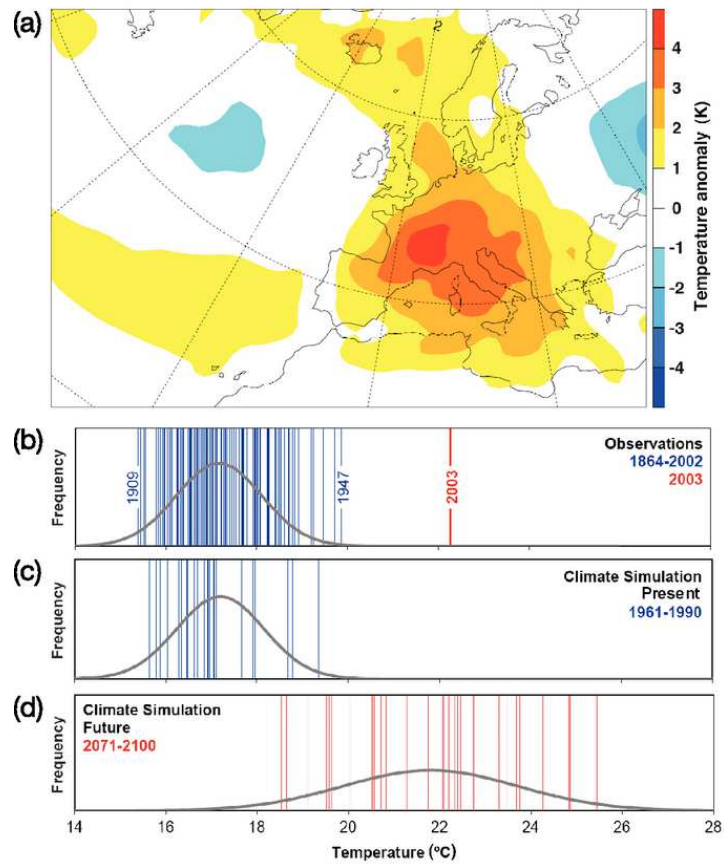 (a)
4
3
2
1
0
-1
-2
-3
-4
Temperature anomaly (K)
(b)
Frequency
1909
1947
2003
Observations
1864-2002
2003
(c)
Frequency
Climate Simulation
Present
1961-1990
(d)
Frequency
Climate Simulation
Future
2071-2100
14 16 18 20 22 24 26 28
Temperature (ºC)